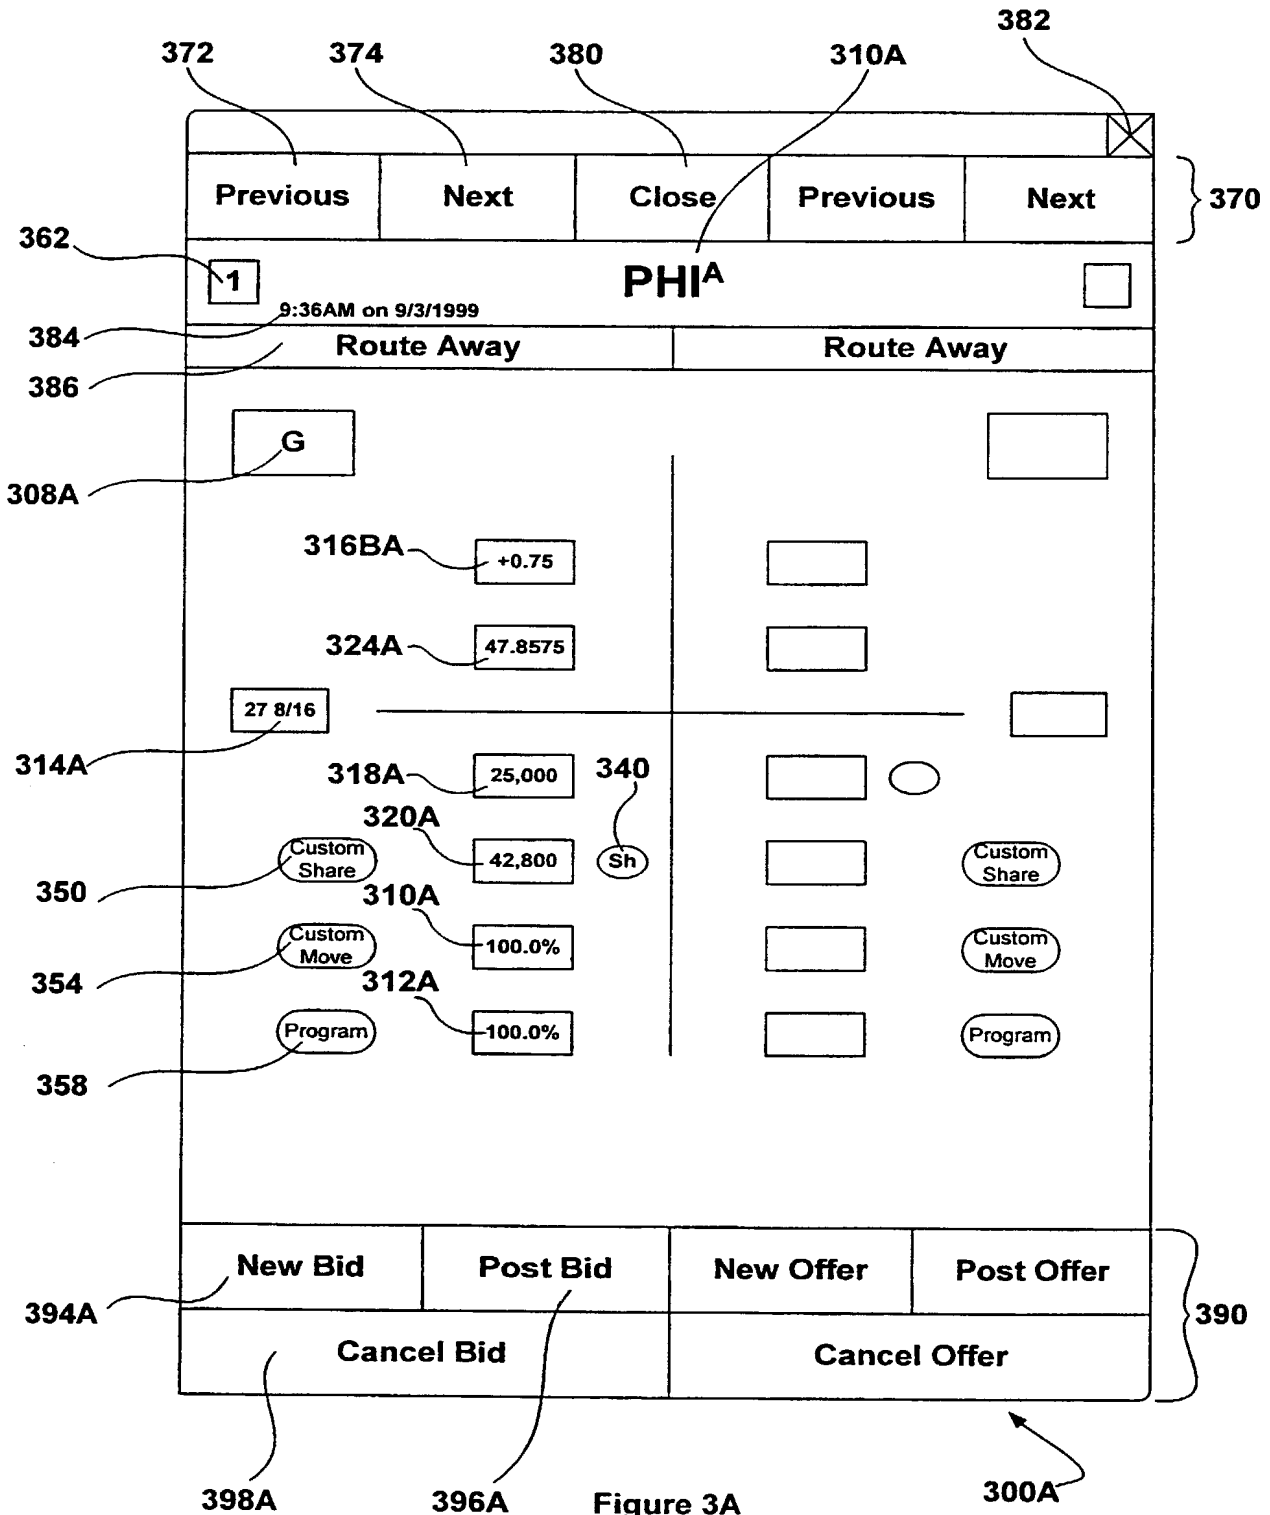 382
372 374 380 310A
Previous Next Close Previous Next
370
362
1
PHIA
9:36AM on 9/3/1999
384
Route Away Route Away
386
G
308A
316BA
+0.75
324A
47.8575
27 8/16
314A
318A
25,000
340
320A
Custom
Share
42,800
Sh
Custom
Share
350
310A
Custom
Move
100.0%
Custom
Move
354
312A
Program
100.0%
Program
358
New Bid Post Bid New Offer Post Offer
394A
390
Cancel Bid Cancel Offer
398A 396A Figure 3A 300A